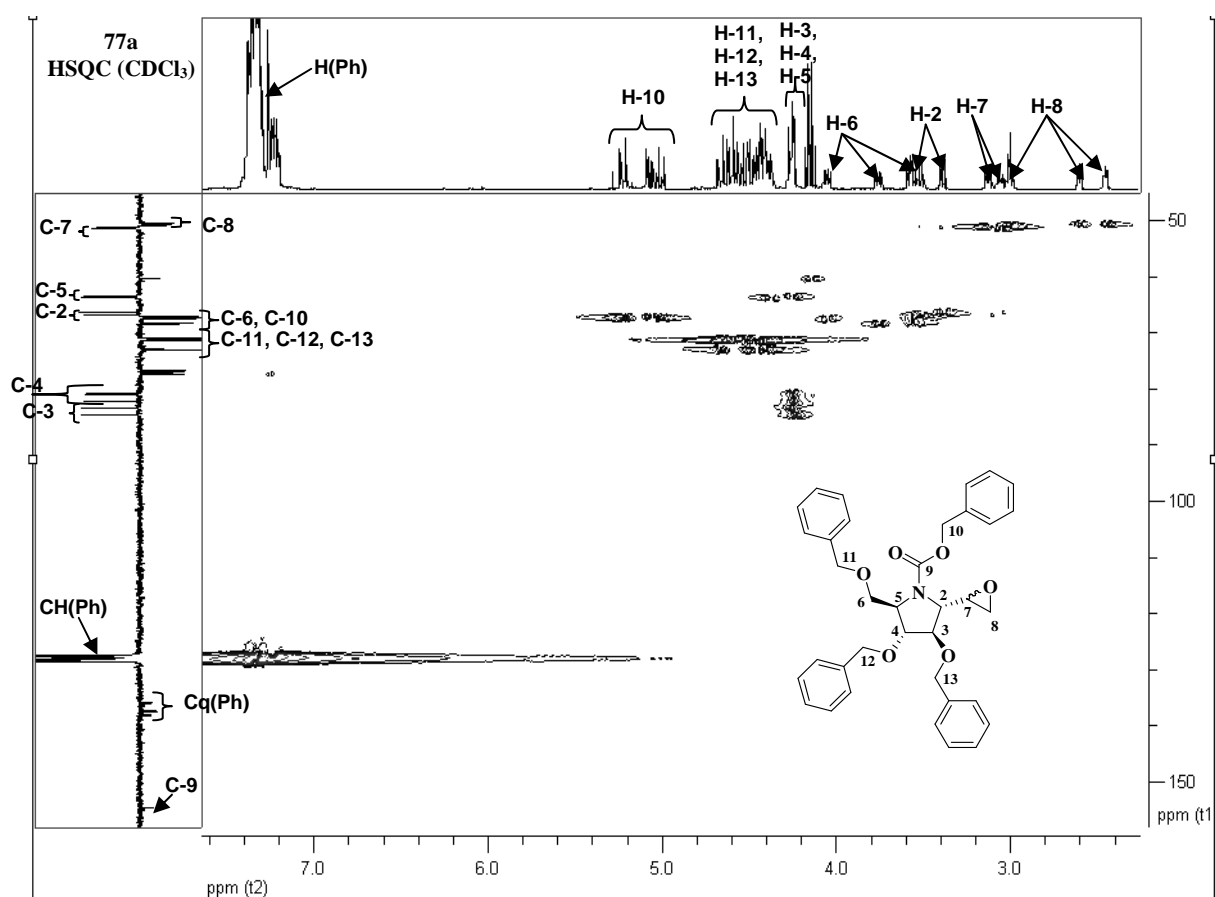 77a
HSQC (CDCl₃)
H(Ph)
H-10
H-11,
H-12,
H-13
H-3,
H-4,
H-5
H-6
H-2
H-7
H-8
C-7
C-8
C-5
C-2
C-6, C-10
C-11, C-12, C-13
C-4
C-3
CH(Ph)
Cq(Ph)
C-9
50
100
150
ppm (t1
7.0
6.0
5.0
4.0
3.0
ppm (t2)
10
O
O
9
11
O
6
N
5
2
O
7
8
4
3
12
O
O
13